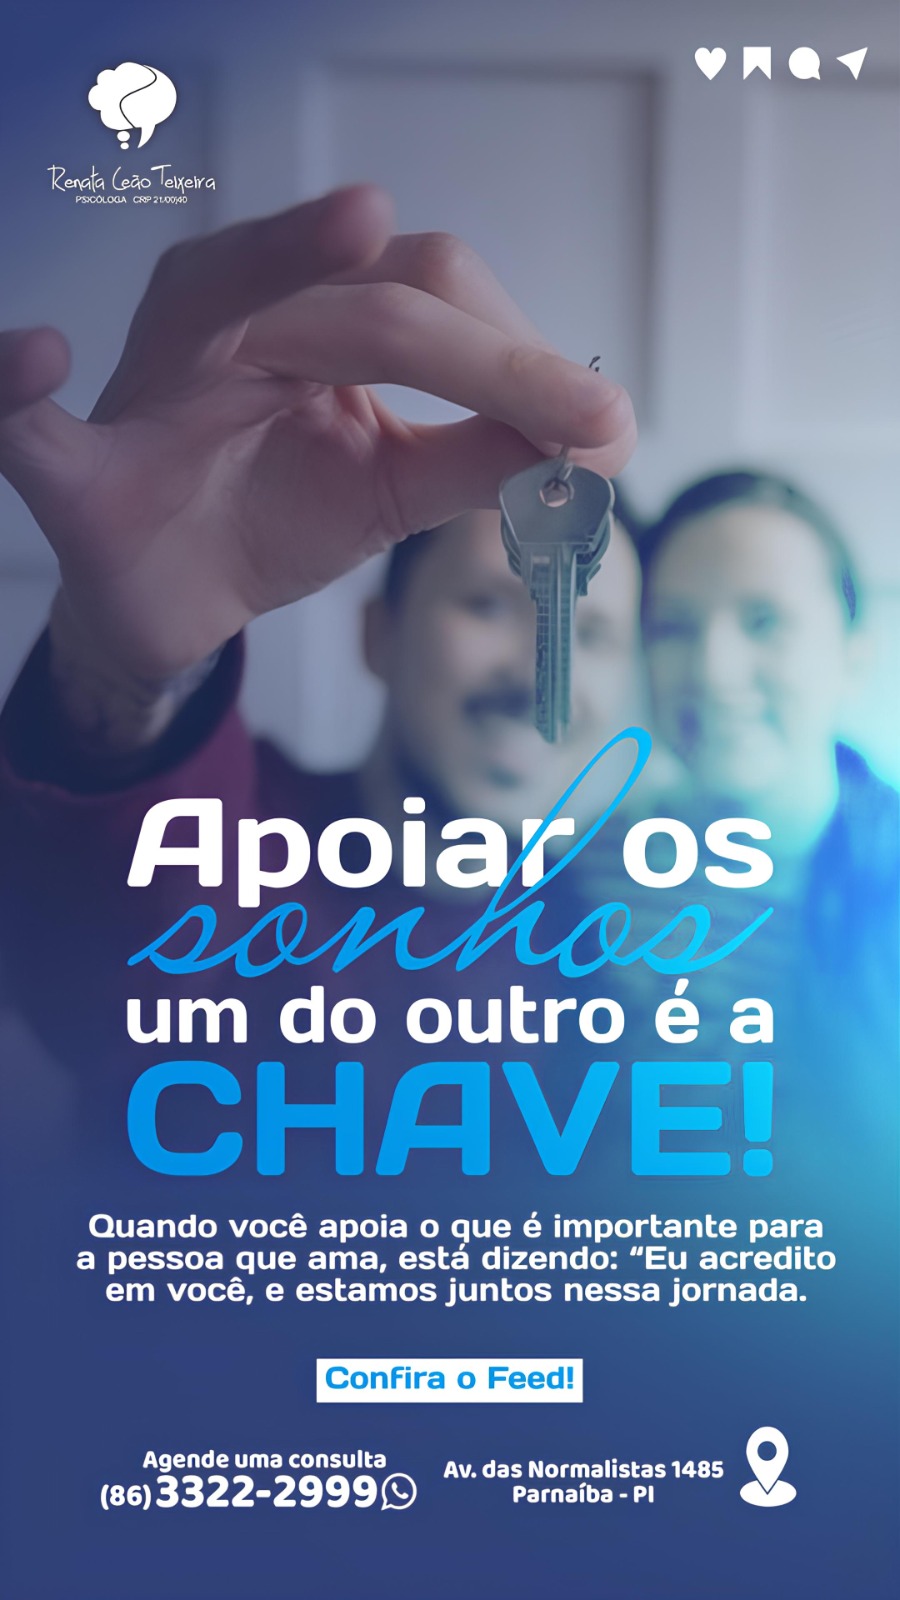 Renata Leão Teixeira
PSICÓLOGA CRP 21/00140
Apoiar os
sonhos
um do outro é a
CHAVE!
Quando você apoia o que é importante para
a pessoa que ama, está dizendo: “Eu acredito
em você, e estamos juntos nessa jornada.
Confira o Feed!
Agende uma consulta
(86) 3322-2999
Av. das Normalistas 1485
Parnaíba - PI